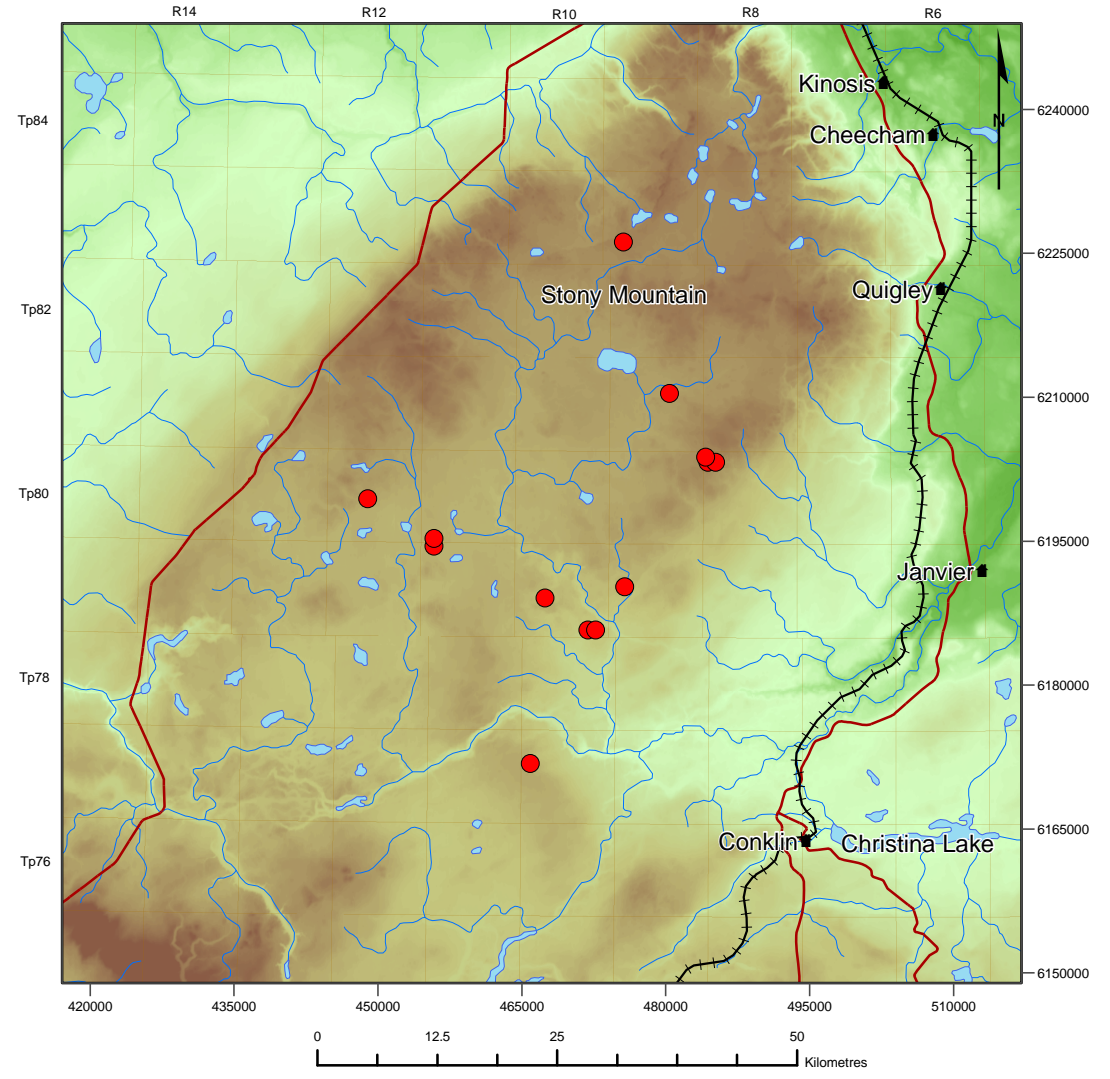 R14 R12 R10 R8 R6
Kinosis
6240000
Tp84
N
Cheecham
6225000
Quigley
Stony Mountain
Tp82
6210000
Tp80
6195000
Janvier
Tp78
6180000
6165000
Conklin
Christina Lake
Tp76
6150000
420000 435000 450000 465000 480000 495000 510000
0 12.5 25 50
Kilometres